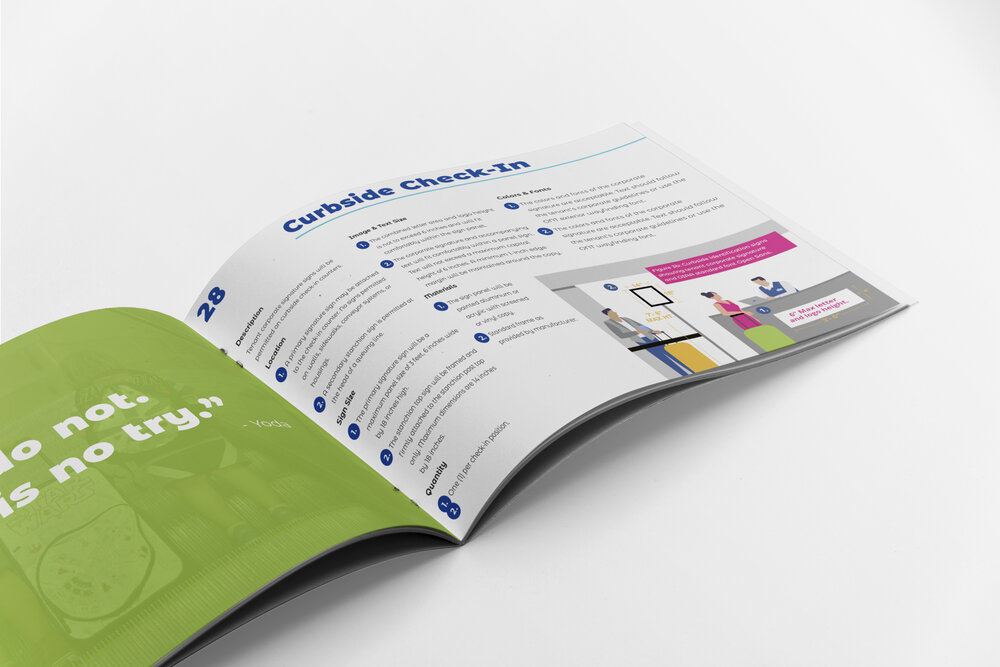 do not.
is no try.”
- Yoda
28
Curbside Check-In
Description
Tenant corporate signature signs will be
permitted on curbside check-in counters.
Location
1. A primary signature sign may be attached
to the check-in counter. No signs permitted
on walls, sidewalks, conveyor systems, or
housings.
2. A secondary stanchion sign is permitted at
the head of a queuing line.
Sign Size
1. The primary signature sign will be a
maximum panel size of 3 feet, 6 inches wide
by 18 inches high.
2. The stanchion top sign will be framed and
firmly attached to the stanchion post top
only. Maximum dimensions are 14 inches
by 18 inches.
Quantity
1. One (1) per check-in position.
2.
Image & Text Size
1. The combined letter area and logo height
is not to exceed 6 inches and will fit
comfortably within the sign panel.
2. The corporate signature and accompanying
text will fit comfortably within a panel sign.
Text will not exceed a maximum capital
height of 6 inches. A minimum 1 inch edge
margin will be maintained around the copy.
Materials
1. The sign panel will be
painted aluminum or
acrylic with screened
or vinyl copy.
2. Standard frame as
provided by manufacturer.
Colors & Fonts
1. The colors and fonts of the corporate
signature are acceptable. Text should follow
the tenant's corporate guidelines or use the
ONT exterior wayfinding font.
2. The colors and fonts of the corporate
signature are acceptable. Text should follow
the tenant's corporate guidelines or use the
ONT wayfinding font.
Figure 3b: Curbside identification signs
showing tenant corporate signature
and OIAA standard font Open Sans.
2.
14"
7'- 6"
MAX HT
1.
6" Max letter
and logo height.